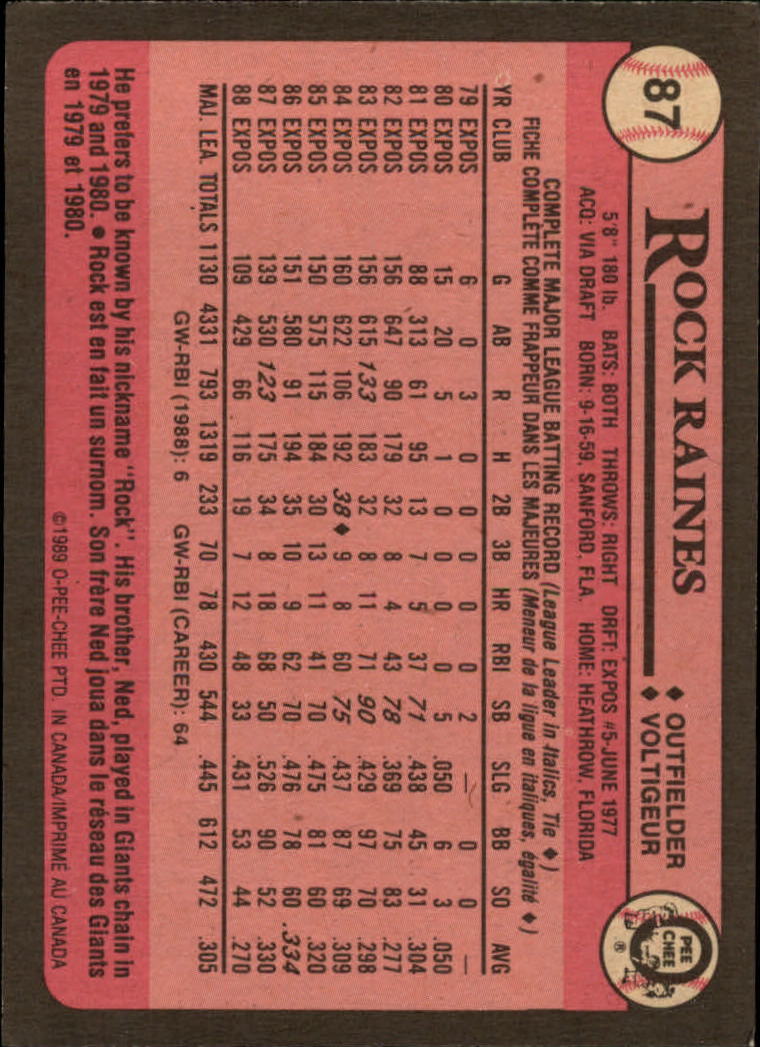 87
ROCK RAINES
♦ OUTFIELDER
♦ VOLTIGEUR
O PEE CHEE ®
5'8" 180 lb. BATS: BOTH THROWS: RIGHT DRFT: EXPOS #5-JUNE 1977
ACQ: VIA DRAFT BORN: 9-16-59, SANFORD, FLA. HOME: HEATHROW, FLORIDA
COMPLETE MAJOR LEAGUE BATTING RECORD (League Leader in Italics, Tie ♦)
FICHE COMPLÈTE COMME FRAPPEUR DANS LES MAJEURES (Meneur de la ligue en italiques, égalité ♦)
YR CLUB G AB R H 2B 3B HR RBI SB SLG BB SO AVG
79 EXPOS 6 0 3 0 0 0 0 0 2 — 0 0 —
80 EXPOS 15 20 5 1 0 0 0 0 5 .050 6 3 .050
81 EXPOS 88 313 61 95 13 7 5 37 71 .438 45 31 .304
82 EXPOS 156 647 90 179 32 8 4 43 78 .369 75 83 .277
83 EXPOS 156 615 133 183 32 8 11 71 90 .429 97 70 .298
84 EXPOS 160 622 106 192 38♦ 9 8 60 75 .437 87 69 .309
85 EXPOS 150 575 115 184 30 13 11 41 70 .475 81 60 .320
86 EXPOS 151 580 91 194 35 10 9 62 70 .476 78 60 .334
87 EXPOS 139 530 123 175 34 8 18 68 50 .526 90 52 .330
88 EXPOS 109 429 66 116 19 7 12 48 33 .431 53 44 .270
MAJ. LEA. TOTALS 1130 4331 793 1319 233 70 78 430 544 .445 612 472 .305
GW-RBI (1988): 6 GW-RBI (CAREER): 64
He prefers to be known by his nickname "Rock". His brother, Ned, played in Giants chain in
1979 and 1980. ● Rock est en fait un surnom. Son frère Ned joua dans le réseau des Giants
en 1979 et 1980.
©1989 O-PEE-CHEE PTD. IN CANADA/IMPRIMÉ AU CANADA